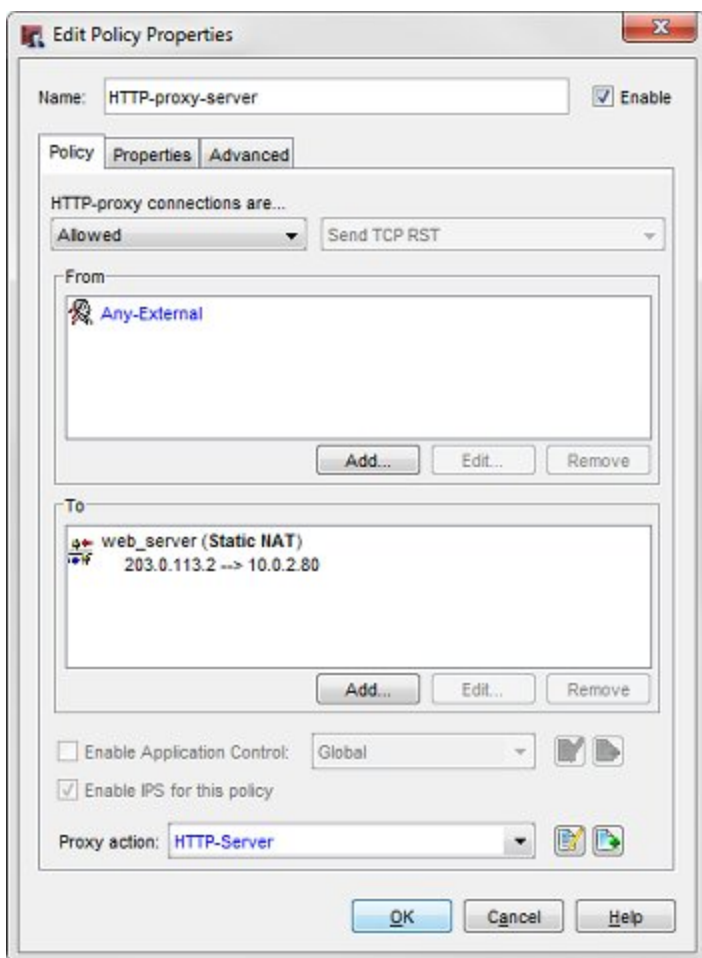 Edit Policy Properties
Name: HTTP-proxy-server Enable
Policy Properties Advanced
HTTP-proxy connections are...
Allowed Send TCP RST
From
Any-External
Add... Edit... Remove
To
web_server (Static NAT)
203.0.113.2 --> 10.0.2.80
Add... Edit... Remove
Enable Application Control: Global
Enable IPS for this policy
Proxy action: HTTP-Server
OK Cancel Help